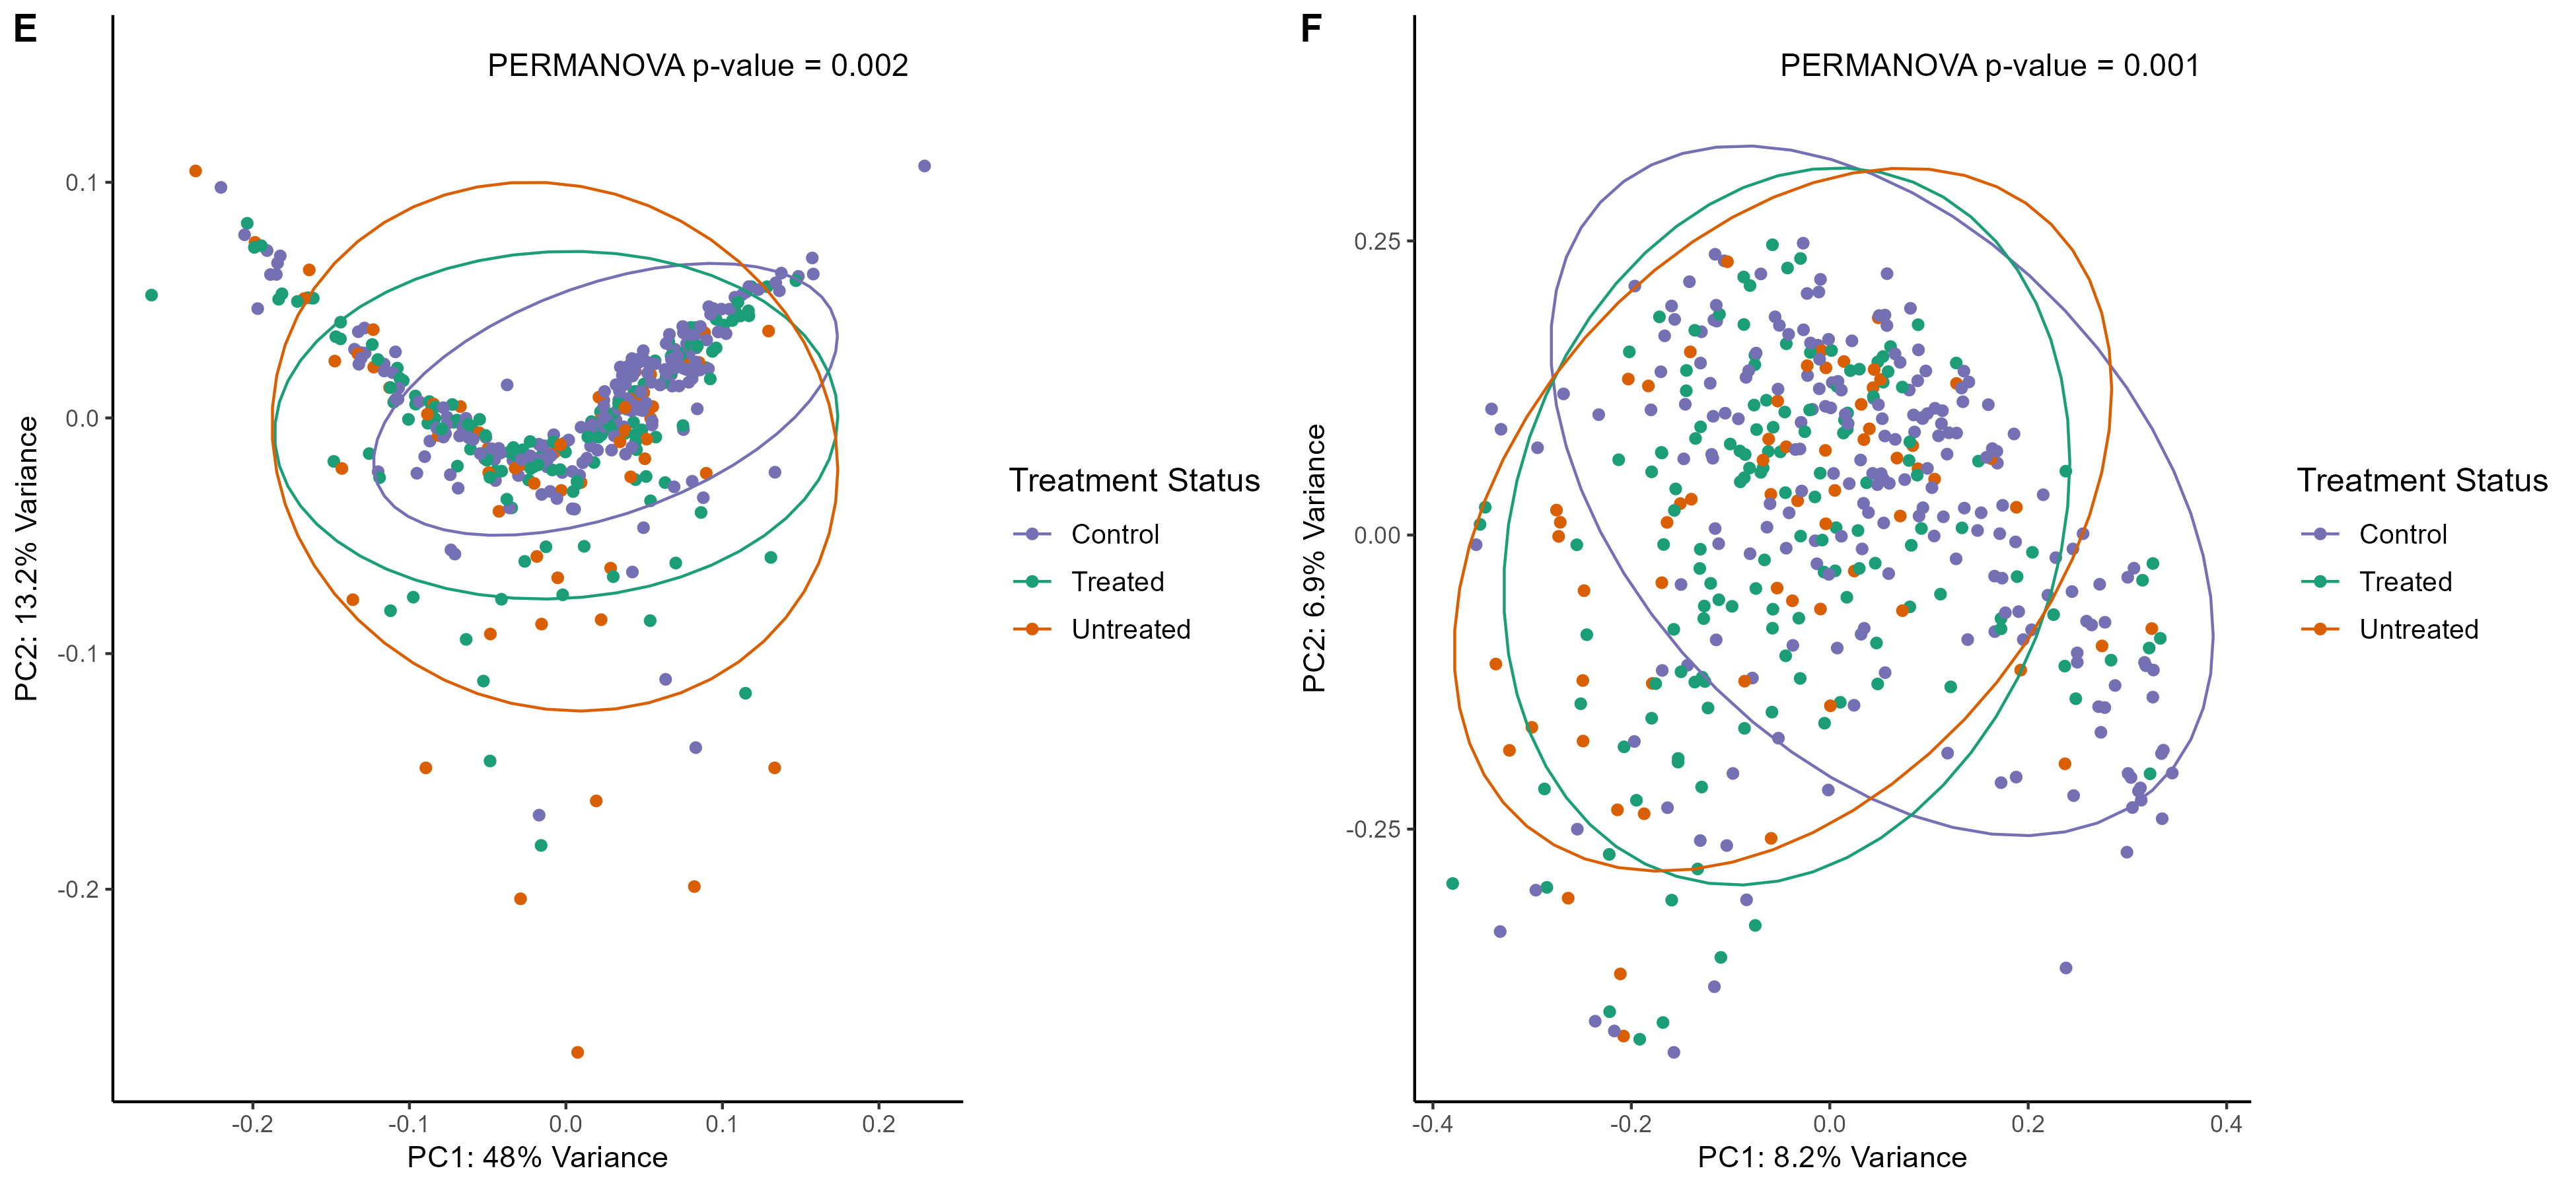 E
PERMANOVA p-value = 0.002
0.1
0.0
-0.1
-0.2
PC2: 13.2% Variance
-0.2 -0.1 0.0 0.1 0.2
PC1: 48% Variance
Treatment Status
Control
Treated
Untreated
F
PERMANOVA p-value = 0.001
0.25
0.00
-0.25
PC2: 6.9% Variance
-0.4 -0.2 0.0 0.2 0.4
PC1: 8.2% Variance
Treatment Status
Control
Treated
Untreated